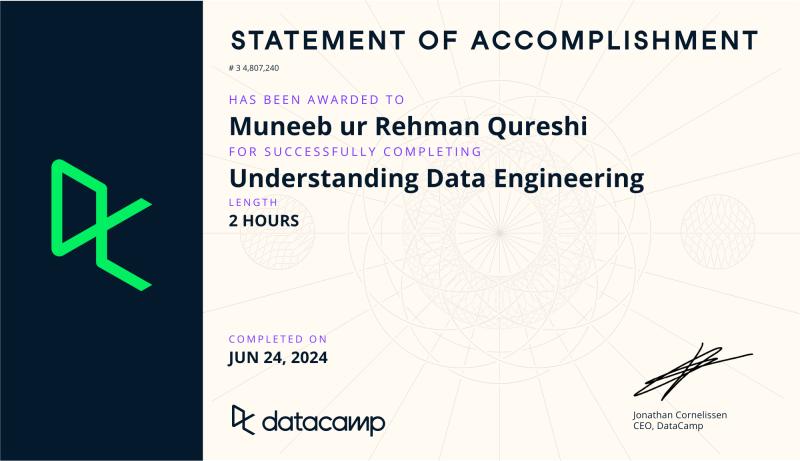 STATEMENT OF ACCOMPLISHMENT
# 3 4,807,240
HAS BEEN AWARDED TO
Muneeb ur Rehman Qureshi
FOR SUCCESSFULLY COMPLETING
Understanding Data Engineering
LENGTH
2 HOURS
COMPLETED ON
JUN 24, 2024
datacamp
Jonathan Cornelissen
CEO, DataCamp